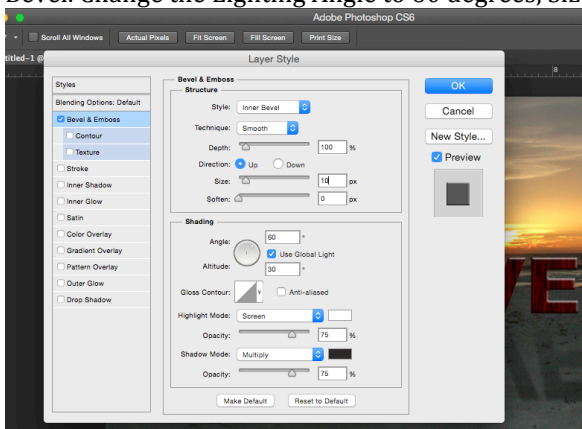 Bevel. Change the Lighting Angle to 60 degrees, Siz
Adobe Photoshop CS6
Scroll All Windows Actual Pixels Fit Screen Fill Screen Print Size
titled-1 @
Layer Style
8
Styles
Blending Options: Default
Bevel & Emboss
Contour
Texture
Stroke
Inner Shadow
Inner Glow
Satin
Color Overlay
Gradient Overlay
Pattern Overlay
Outer Glow
Drop Shadow
Bevel & Emboss
Structure
Style: Inner Bevel
Technique: Smooth
Depth: 100 %
Direction: Up Down
Size: 10 px
Soften: 0 px
Shading
Angle: 60 °
Use Global Light
Altitude: 30 °
Gloss Contour: Anti-aliased
Highlight Mode: Screen
Opacity: 75 %
Shadow Mode: Multiply
Opacity: 75 %
Make Default Reset to Default
OK
Cancel
New Style...
Preview
VE